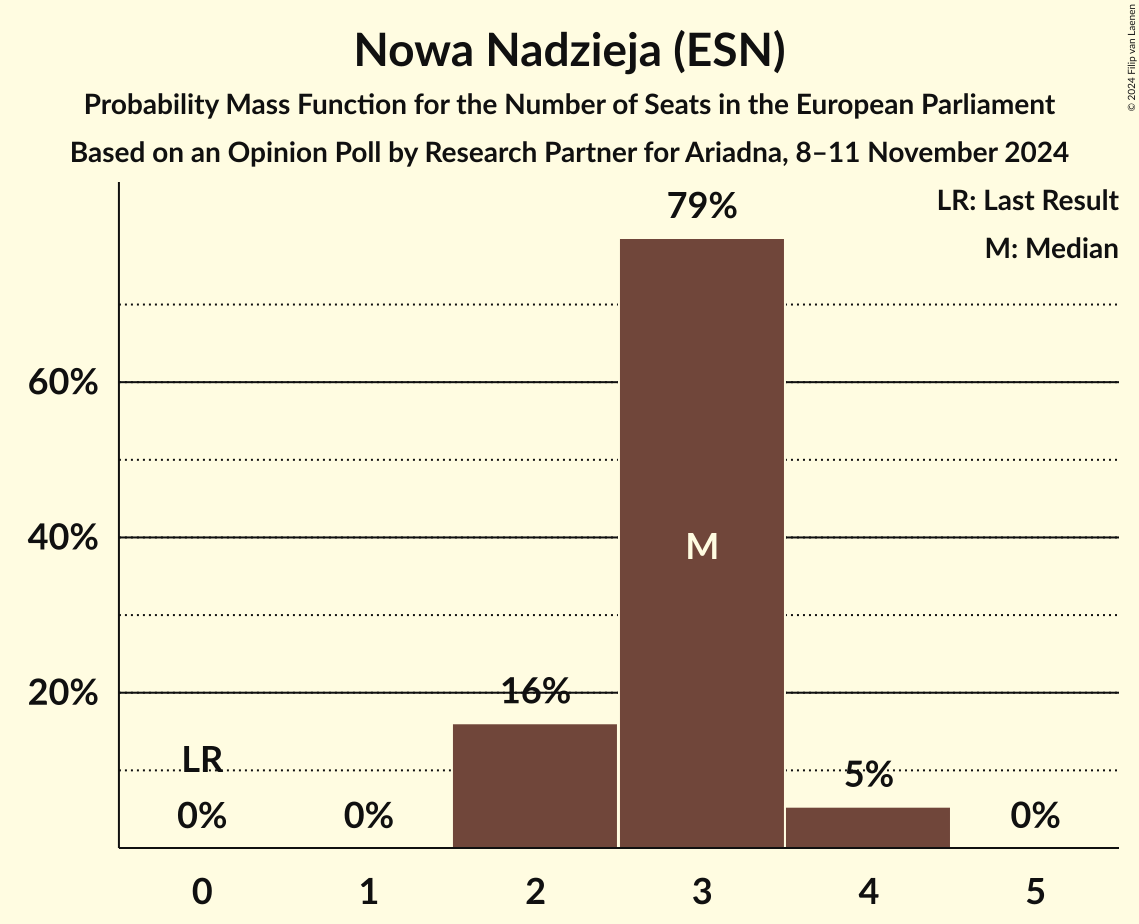 Nowa Nadzieja (ESN)
Probability Mass Function for the Number of Seats in the European Parliament
Based on an Opinion Poll by Research Partner for Ariadna, 8–11 November 2024
© 2024 Filip van Laenen
LR: Last Result
M: Median
79%
60%
40%
M
20%
16%
LR
5%
0%
0%
0%
0
1
2
3
4
5